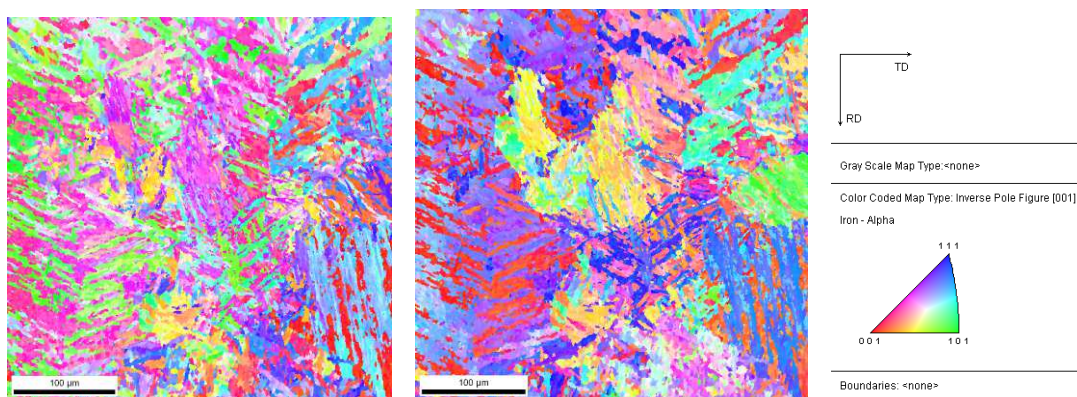 100 µm
100 µm
TD
RD
Gray Scale Map Type:<none>
Color Coded Map Type: Inverse Pole Figure [001]
Iron - Alpha
1 1 1
0 0 1
1 0 1
Boundaries: <none>